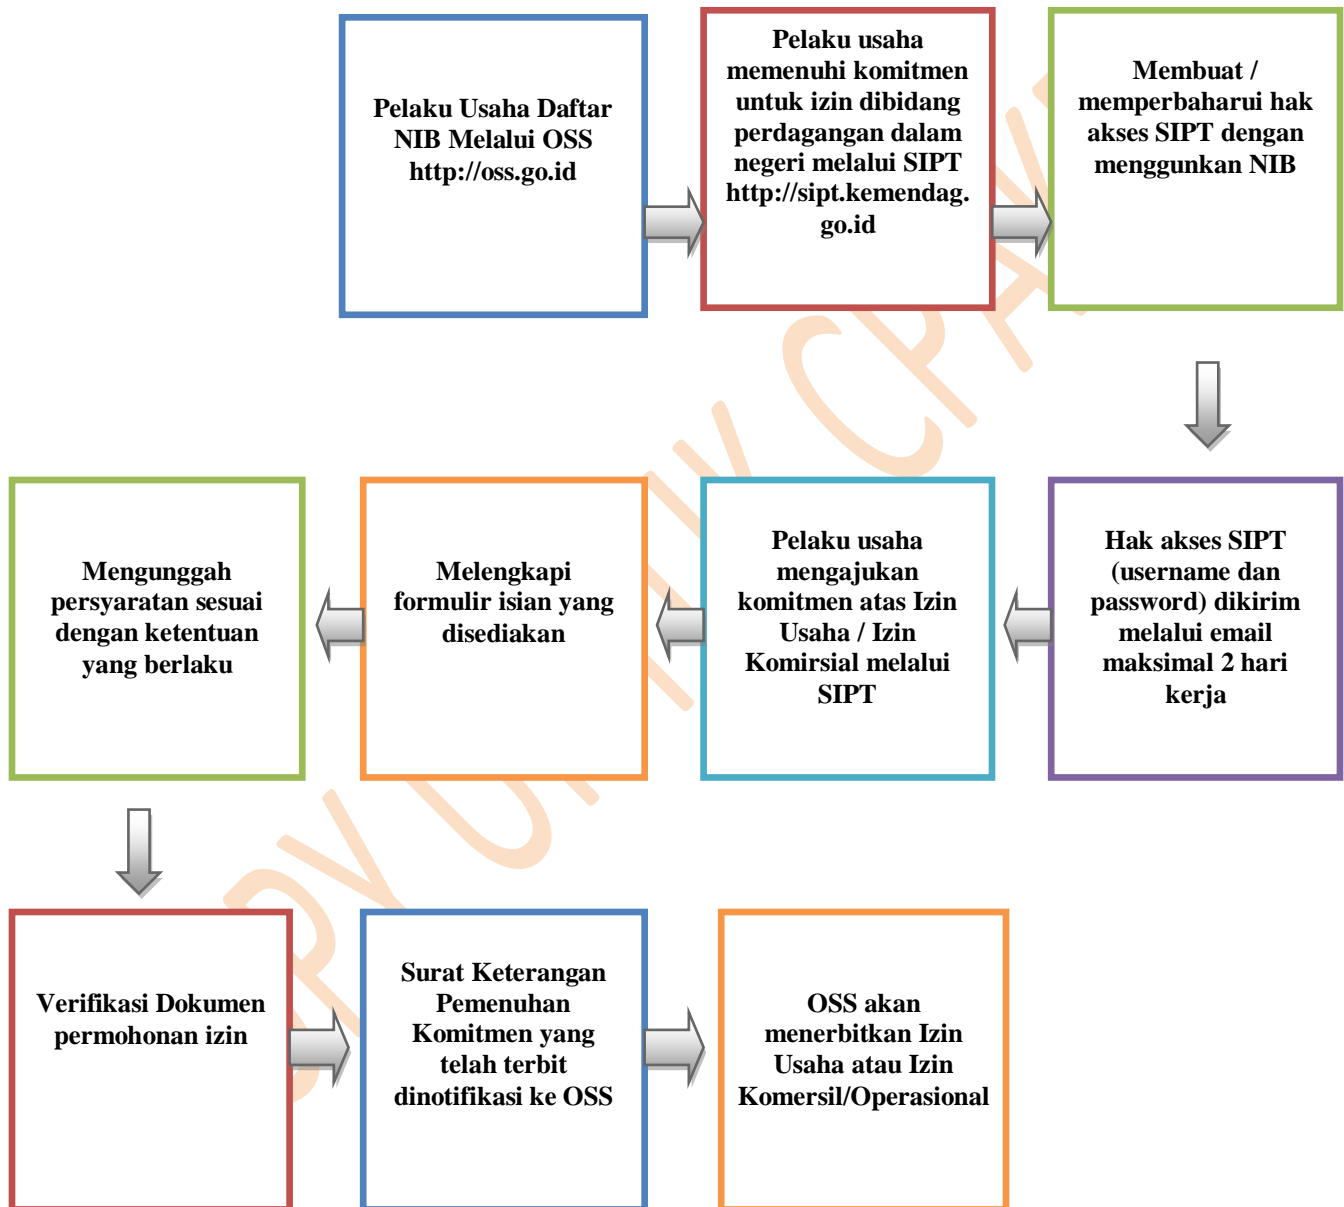 Pelaku Usaha Daftar
NIB Melalui OSS
http://oss.go.id
Pelaku usaha
memenuhi komitmen
untuk izin dibidang
perdagangan dalam
negeri melalui SIPT
http://sipt.kemendag.
go.id
Membuat /
memperbaharui hak
akses SIPT dengan
menggunkan NIB
Hak akses SIPT
(username dan
password) dikirim
melalui email
maksimal 2 hari
kerja
Pelaku usaha
mengajukan
komitmen atas Izin
Usaha / Izin
Komirsial melalui
SIPT
Melengkapi
formulir isian yang
disediakan
Mengunggah
persyaratan sesuai
dengan ketentuan
yang berlaku
Verifikasi Dokumen
permohonan izin
Surat Keterangan
Pemenuhan
Komitmen yang
telah terbit
dinotifikasi ke OSS
OSS akan
menerbitkan Izin
Usaha atau Izin
Komersil/Operasional